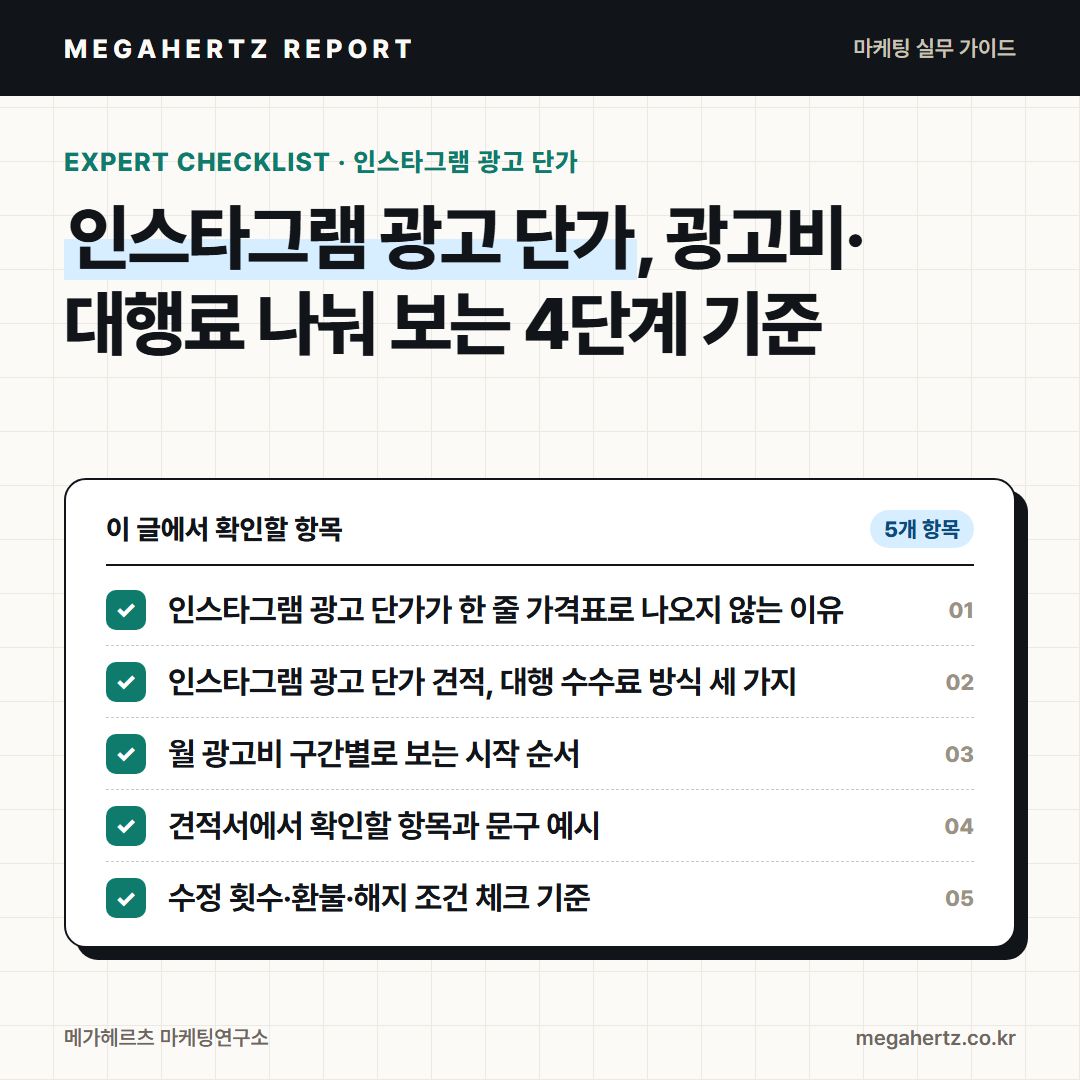 MEGAHERTZ REPORT
마케팅 실무 가이드
EXPERT CHECKLIST · 인스타그램 광고 단가
인스타그램 광고 단가, 광고비·
대행료 나눠 보는 4단계 기준
이 글에서 확인할 항목
5개 항목
인스타그램 광고 단가가 한 줄 가격표로 나오지 않는 이유 01
인스타그램 광고 단가 견적, 대행 수수료 방식 세 가지 02
월 광고비 구간별로 보는 시작 순서 03
견적서에서 확인할 항목과 문구 예시 04
수정 횟수·환불·해지 조건 체크 기준 05
메가헤르츠 마케팅연구소
megahertz.co.kr